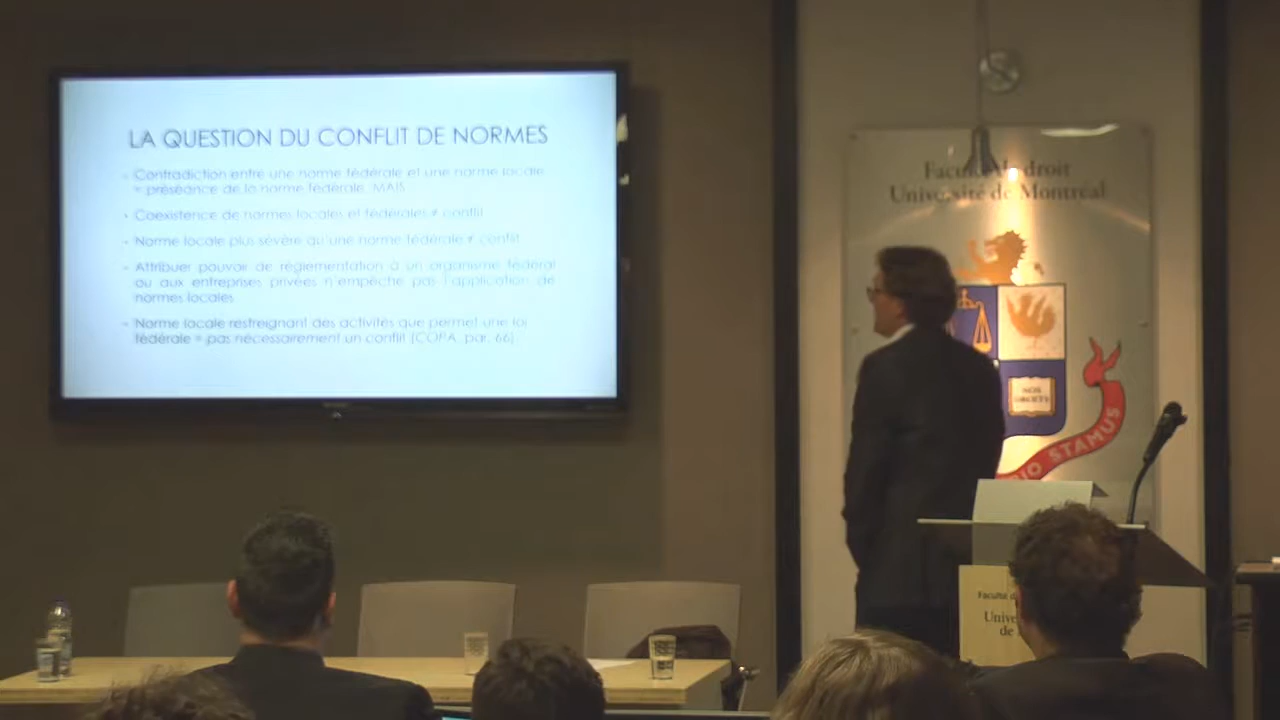 LA QUESTION DU CONFLIT DE NORMES
- Contradiction entre une norme fédérale et une norme locale
= préséance de la norme fédérale, MAIS
- Coexistence de normes locales et fédérales ≠ conflit
- Norme locale plus sévère qu'une norme fédérale ≠ conflit
- Attribuer pouvoir de réglementation à un organisme fédéral
ou aux entreprises privées n'empêche pas l'application de
normes locales
- Norme locale restreignant des activités que permet une loi
fédérale = pas nécessairement un conflit (COPA, par. 66)
Faculté de droit
Université de Montréal
NOS
DROITS
STAMUS
Faculté
de